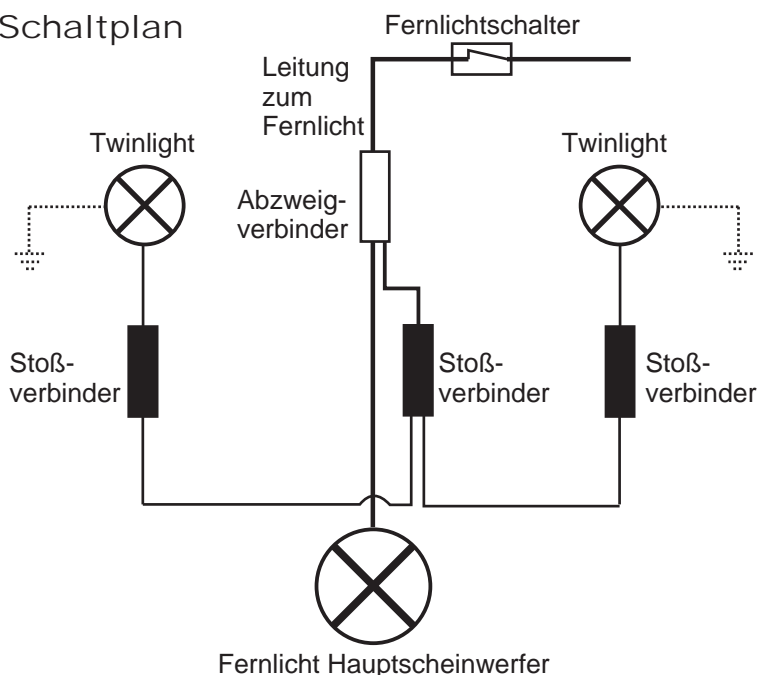 Schaltplan
Fernlichtschalter
Leitung
zum
Fernlicht
Twinlight
Twinlight
Abzweig-
verbinder
Stoß-
verbinder
Stoß-
verbinder
Stoß-
verbinder
Fernlicht Hauptscheinwerfer